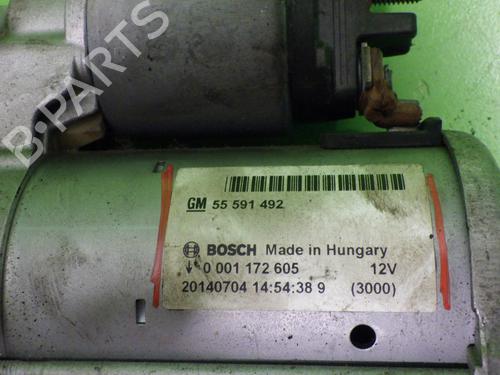 B-PARTS
GM 55 591 492
BOSCH Made in Hungary
0 001 172 605 12V
20140704 14:54:38 9 (3000)